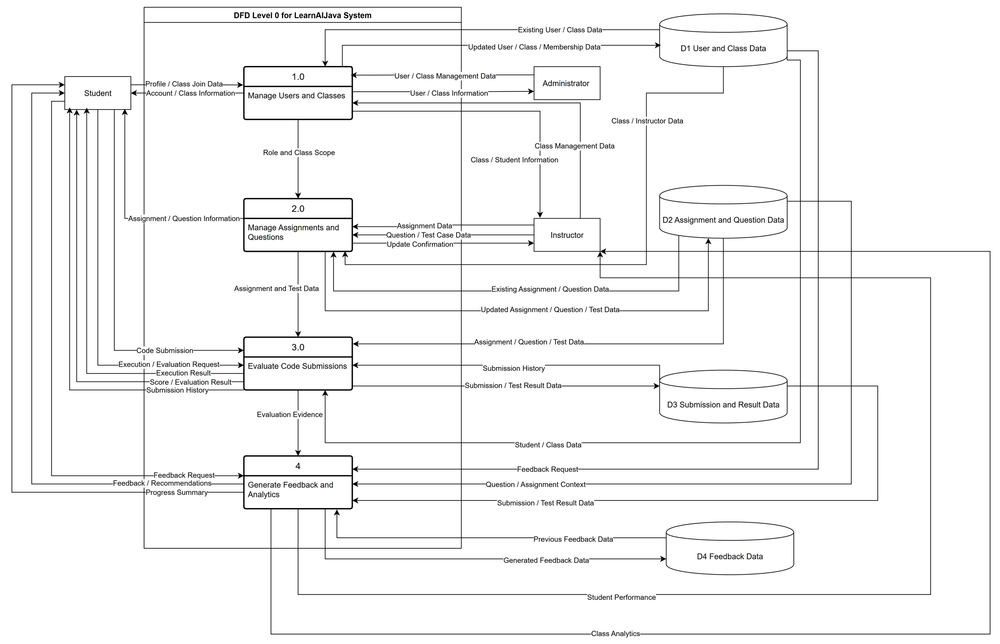 DFD Level 0 for LearnAIJava System
Existing User / Class Data
Updated User / Class / Membership Data
D1 User and Class Data
1.0
Manage Users and Classes
User / Class Management Data
User / Class Information
Administrator
Student
Profile / Class Join Data
Account / Class Information
Class / Instructor Data
Class Management Data
Class / Student Information
Role and Class Scope
2.0
Manage Assignments and
Questions
Assignment / Question Information
Assignment Data
Question / Test Case Data
Update Confirmation
Instructor
D2 Assignment and Question Data
Assignment and Test Data
Existing Assignment / Question Data
Updated Assignment / Question / Test Data
3.0
Evaluate Code Submissions
Assignment / Question / Test Data
Code Submission
Execution / Evaluation Request
Execution Result
Score / Evaluation Result
Submission History
Submission History
Submission / Test Result Data
D3 Submission and Result Data
Evaluation Evidence
Student / Class Data
4
Generate Feedback and
Analytics
Feedback Request
Feedback / Recommendations
Progress Summary
Feedback Request
Question / Assignment Context
Submission / Test Result Data
Previous Feedback Data
Generated Feedback Data
D4 Feedback Data
Student Performance
Class Analytics